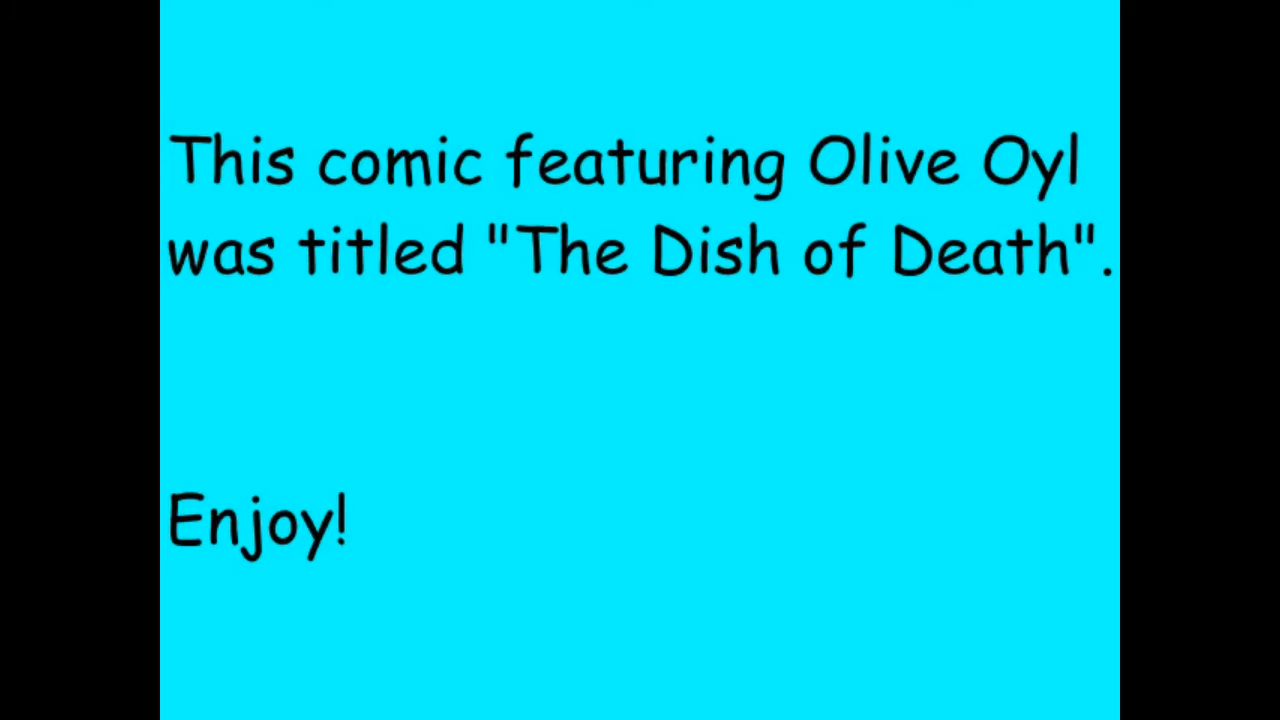 This comic featuring Olive Oyl
was titled "The Dish of Death".
Enjoy!